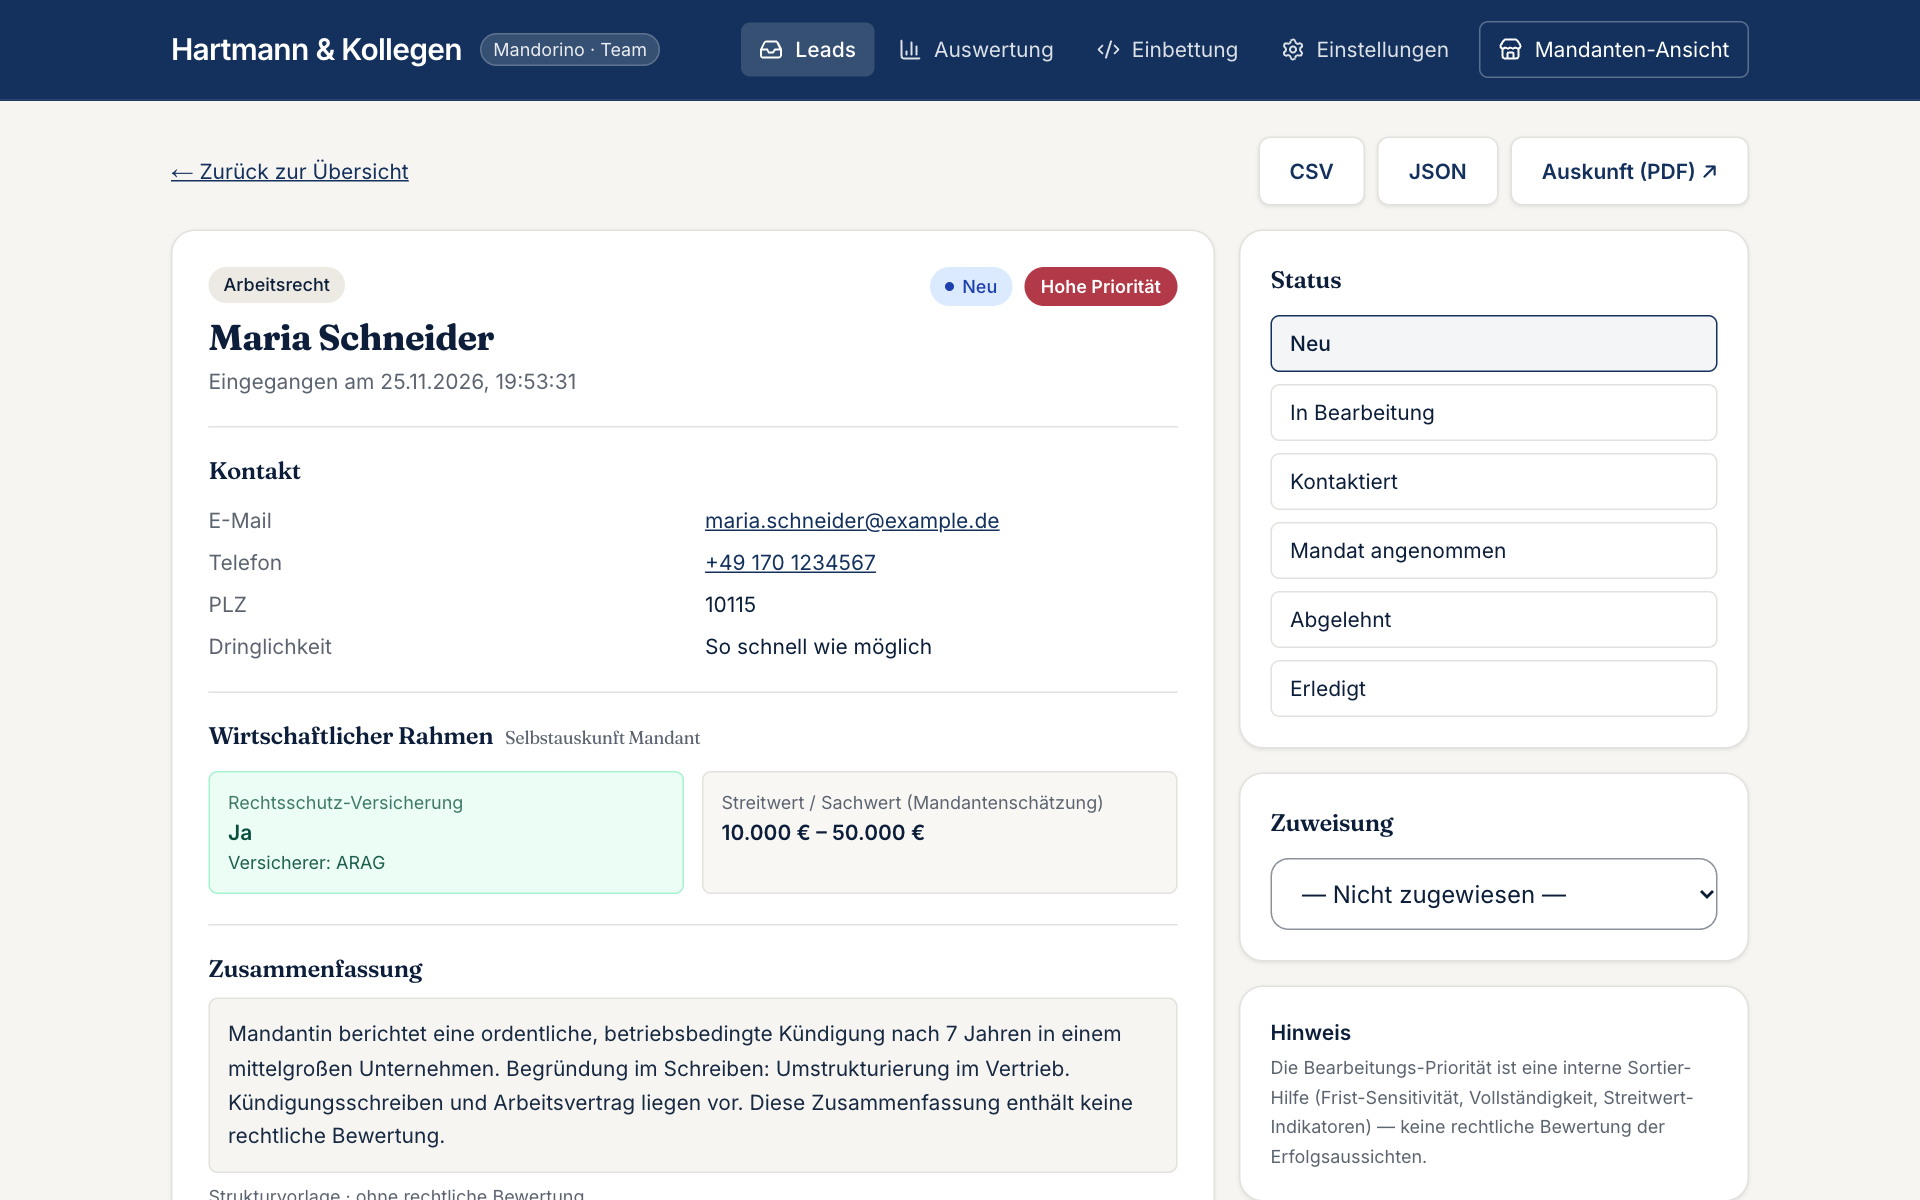 Hartmann & Kollegen
Mandorino · Team
Leads
Auswertung
Einbettung
Einstellungen
Mandanten-Ansicht
← Zurück zur Übersicht
CSV
JSON
Auskunft (PDF) ↗
Arbeitsrecht
Neu
Hohe Priorität
Maria Schneider
Eingegangen am 25.11.2026, 19:53:31
Kontakt
E-Mail
maria.schneider@example.de
Telefon
+49 170 1234567
PLZ
10115
Dringlichkeit
So schnell wie möglich
Wirtschaftlicher Rahmen Selbstauskunft Mandant
Rechtsschutz-Versicherung
Ja
Versicherer: ARAG
Streitwert / Sachwert (Mandantenschätzung)
10.000 € – 50.000 €
Zusammenfassung
Mandantin berichtet eine ordentliche, betriebsbedingte Kündigung nach 7 Jahren in einem
mittelgroßen Unternehmen. Begründung im Schreiben: Umstrukturierung im Vertrieb.
Kündigungsschreiben und Arbeitsvertrag liegen vor. Diese Zusammenfassung enthält keine
rechtliche Bewertung.
Strukturvorlage · ohne rechtliche Bewertung
Status
Neu
In Bearbeitung
Kontaktiert
Mandat angenommen
Abgelehnt
Erledigt
Zuweisung
— Nicht zugewiesen —
Hinweis
Die Bearbeitungs-Priorität ist eine interne Sortier-
Hilfe (Frist-Sensitivität, Vollständigkeit, Streitwert-
Indikatoren) — keine rechtliche Bewertung der
Erfolgsaussichten.